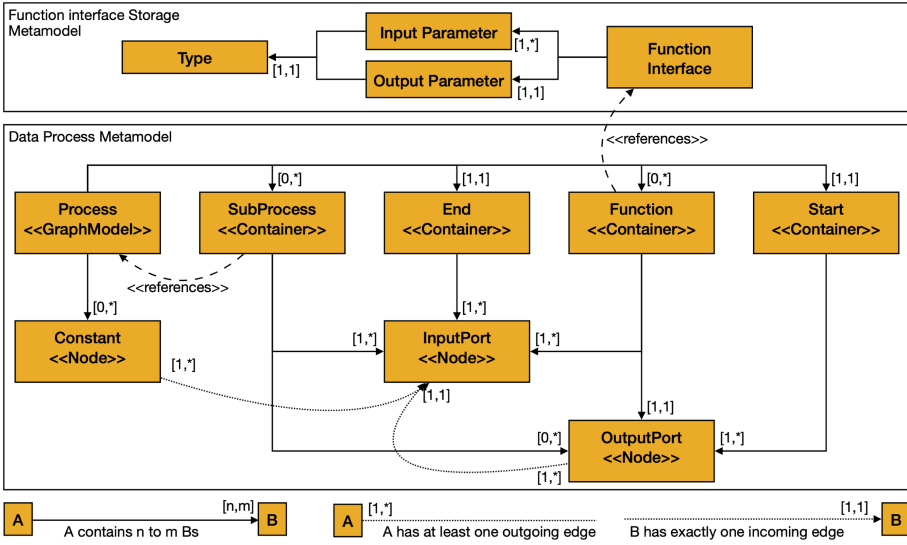 Function interface Storage
Metamodel
Input Parameter
[1,*]
Type
[1,1]
Output Parameter
[1,1]
Function
Interface
Data Process Metamodel
<<references>>
[0,*]
[1,1]
[0,*]
[1,1]
Process
<<GraphModel>>
SubProcess
<<Container>>
End
<<Container>>
Function
<<Container>>
Start
<<Container>>
<<references>>
[0,*]
[1,*]
Constant
<<Node>>
[1,*]
[1,*]
InputPort
<<Node>>
[1,*]
[1,1]
[1,1]
[0,*]
OutputPort
<<Node>>
[1,*]
[1,*]
A
[n,m]
B
A contains n to m Bs
A
[1,*]
A has at least one outgoing edge
[1,1]
B
B has exactly one incoming edge